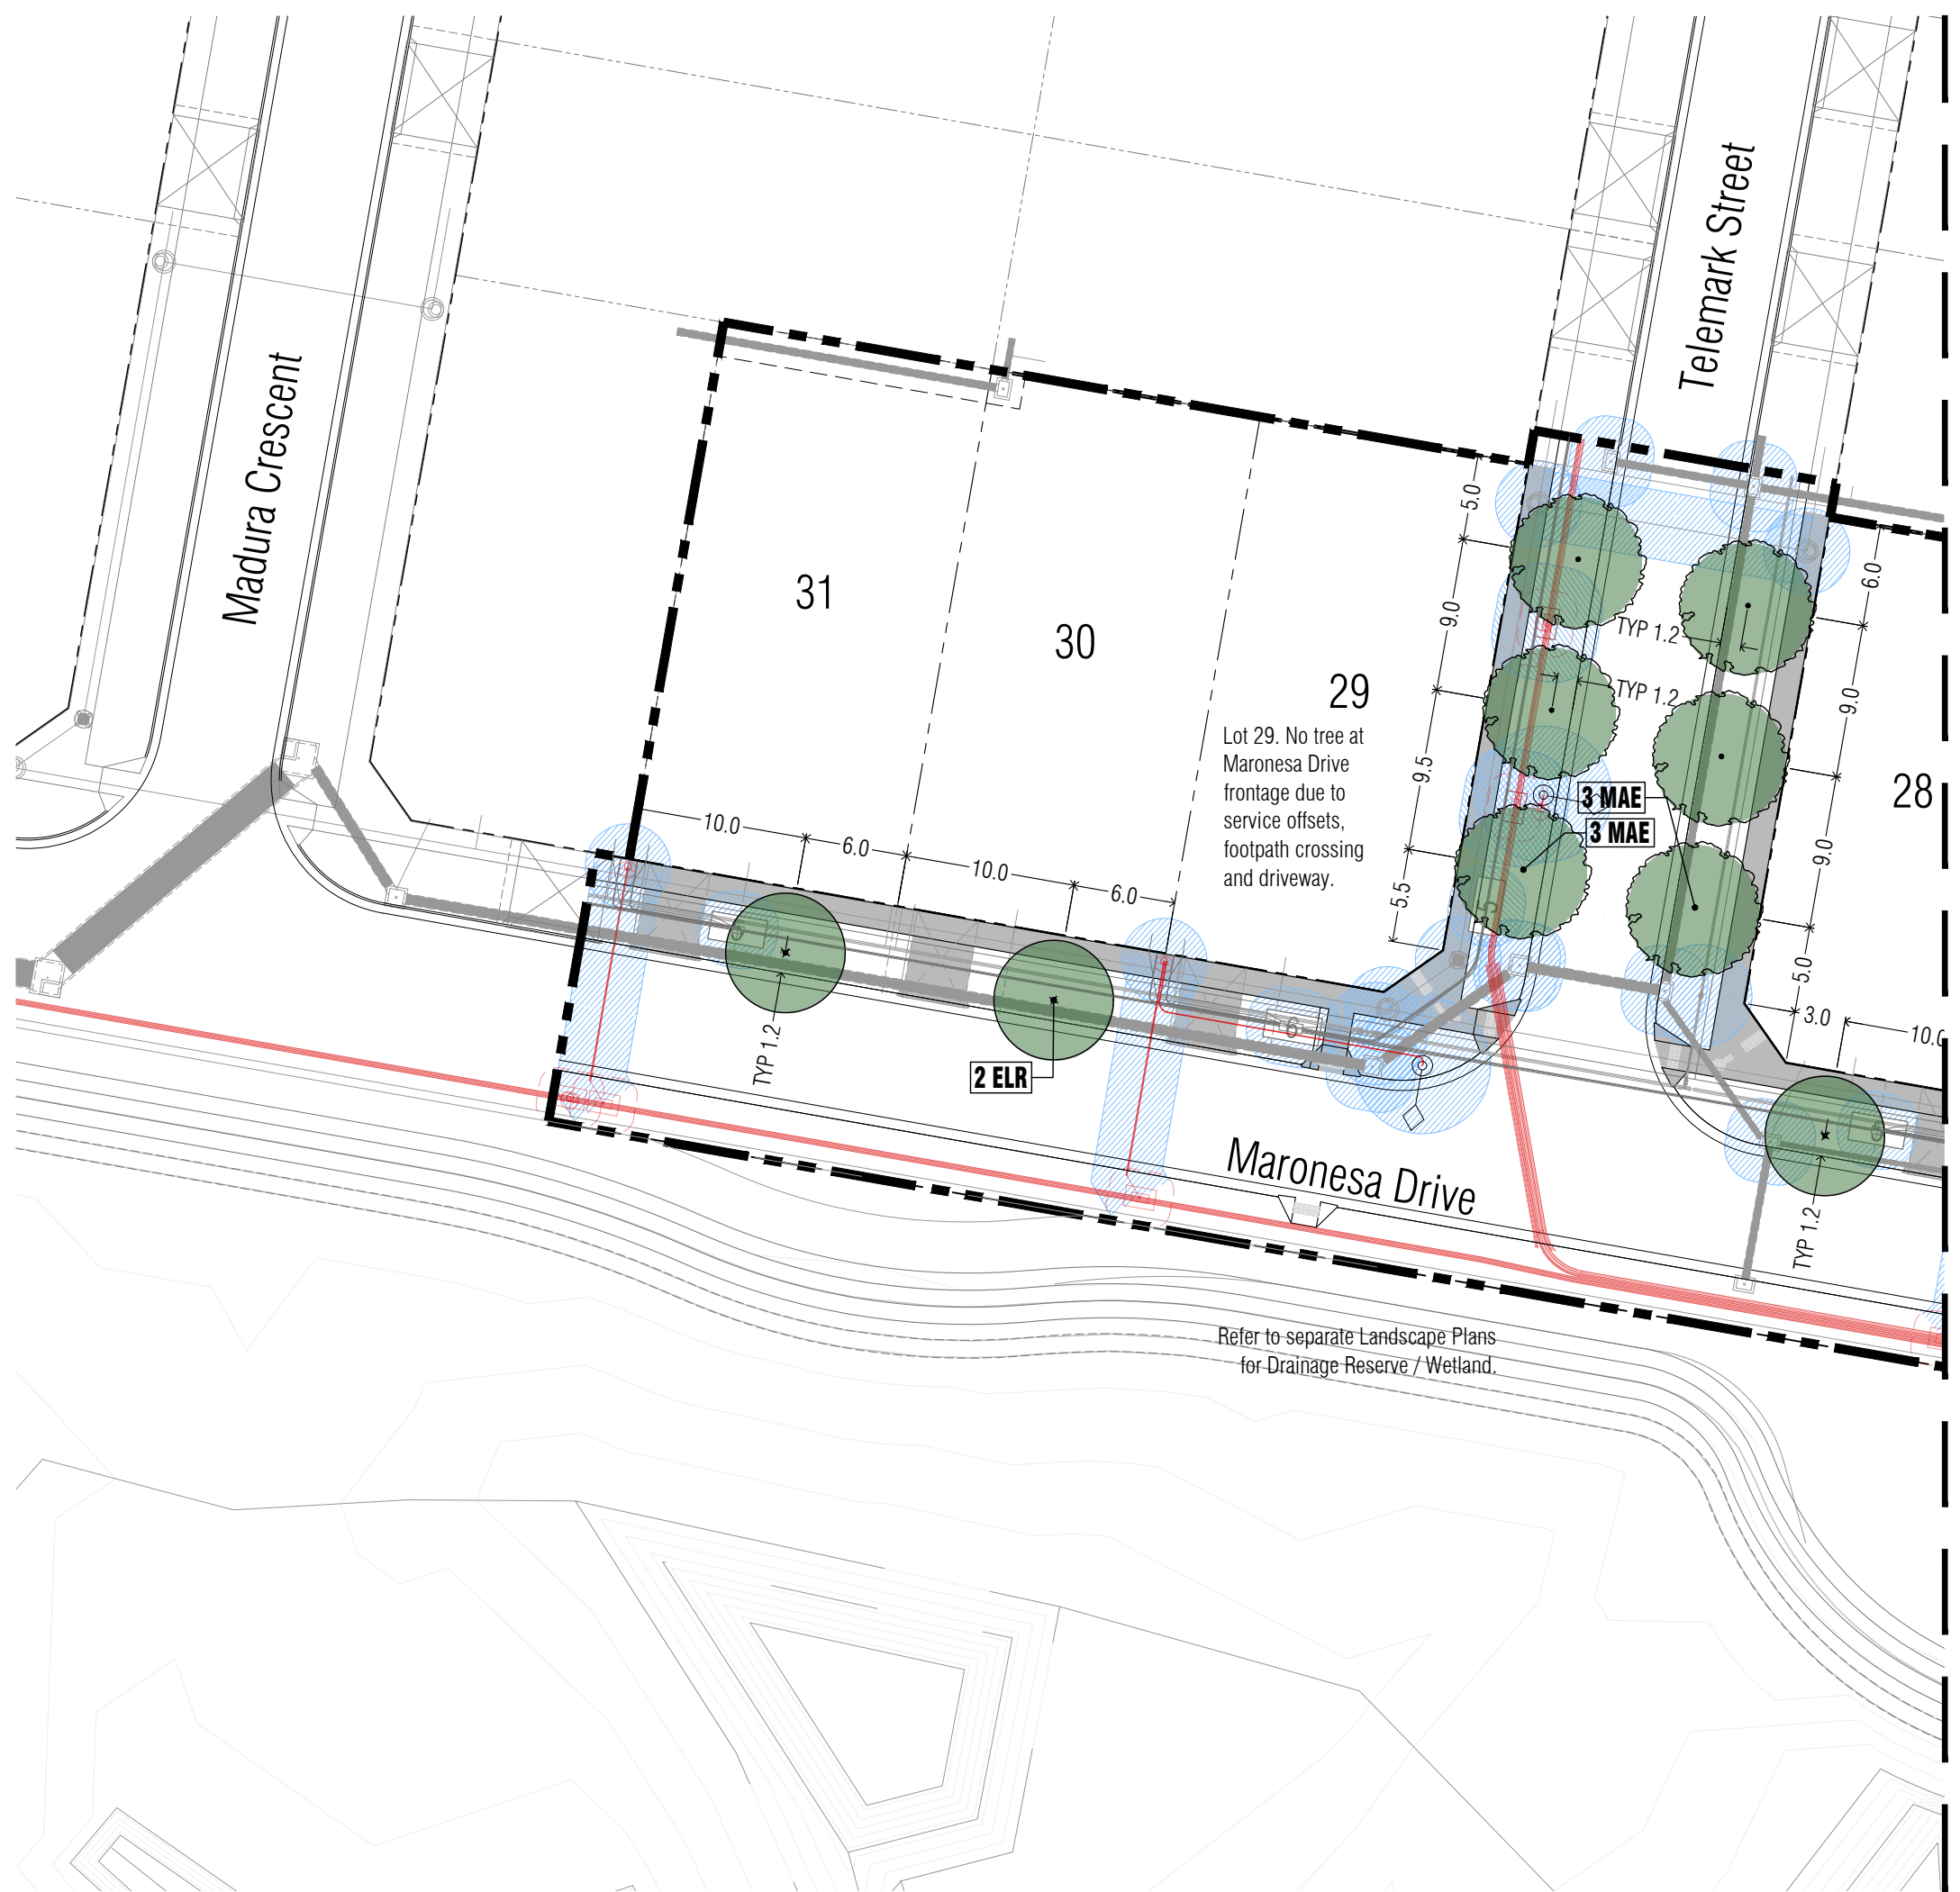 Telemark Street
Madura Crescent
5.0
31
30
29
9.0
6.0
TYP 1.2
TYP 1.2
9.0
Lot 29. No tree at
Maronesa Drive
frontage due to
service offsets,
footpath crossing
and driveway.
9.5
3 MAE
3 MAE
28
10.0
6.0
10.0
6.0
5.5
9.0
5.0
3.0
10.0
5
6
TYP 1.2
2 ELR
Maronesa Drive
TYP 1.2
Refer to separate Landscape Plans
for Drainage Reserve / Wetland.